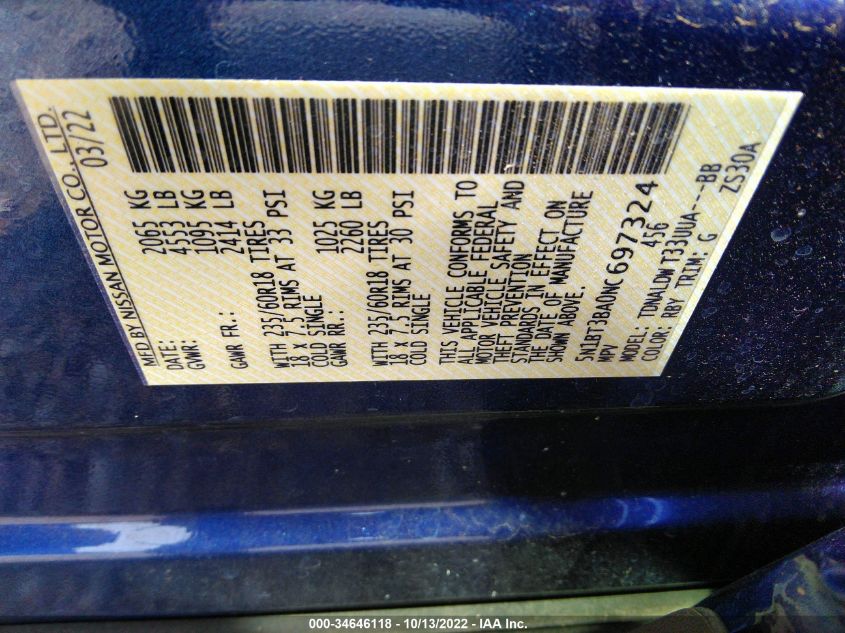 MFD BY NISSAN MOTOR CO., LTD.
DATE: 03/22
GVWR: 2065 KG
4553 LB
GAWR FR.: 1095 KG
2414 LB
WITH 235/60R18 TIRES
18 X 7.5 RIMS AT 33 PSI
COLD SINGLE
GAWR RR.: 1025 KG
2260 LB
WITH 235/60R18 TIRES
18 X 7.5 RIMS AT 30 PSI
COLD SINGLE
THIS VEHICLE CONFORMS TO
ALL APPLICABLE FEDERAL
MOTOR VEHICLE SAFETY AND
THEFT PREVENTION
STANDARDS IN EFFECT ON
THE DATE OF MANUFACTURE
SHOWN ABOVE.
5N1BT3BA0NC697324
MPV 456
MODEL: TDNALDW T33UUA---BB
COLOR: RBY TRIM: G ZS30A
000-34646118 - 10/13/2022 - IAA Inc.